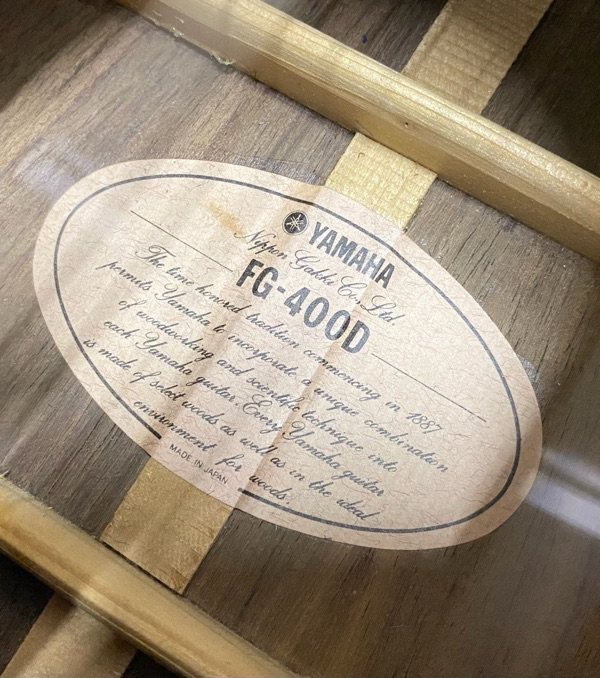 YAMAHA
Nippon Gakki Co., Ltd.
FG-400D
The time honored tradition commencing in 1887
permits Yamaha to incorporate a unique combination
of woodworking and scientific technique into
each Yamaha guitar. Every Yamaha guitar
is made of select woods as well as in the ideal
environment for woods.
MADE IN JAPAN